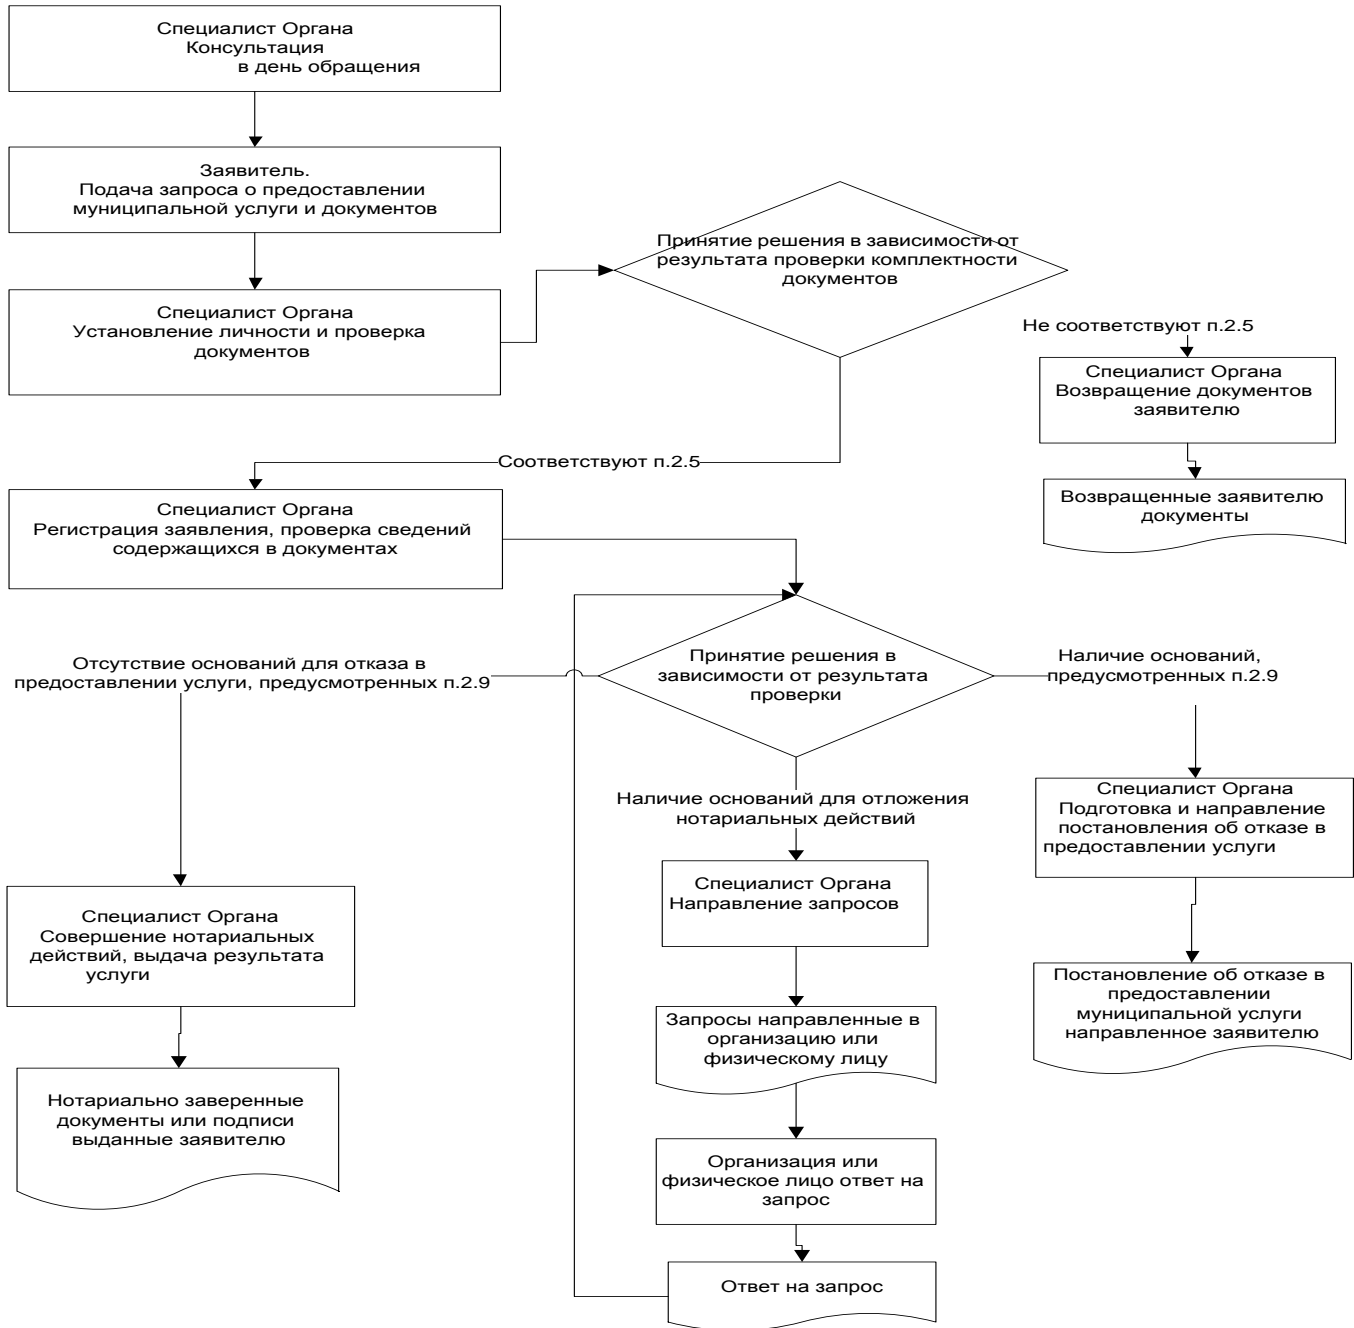 Специалист Органа
Консультация
в день обращения
Заявитель.
Подача запроса о предоставлении
муниципальной услуги и документов
Специалист Органа
Установление личности и проверка
документов
Принятие решения в зависимости от
результата проверки комплектности
документов
Не соответствуют п.2.5
Специалист Органа
Возвращение документов
заявителю
Возвращенные заявителю
документы
Соответствуют п.2.5
Специалист Органа
Регистрация заявления, проверка сведений
содержащихся в документах
Принятие решения в
зависимости от результата
проверки
Отсутствие оснований для отказа в
предоставлении услуги, предусмотренных п.2.9
Наличие оснований,
предусмотренных п.2.9
Наличие оснований для отложения
нотариальных действий
Специалист Органа
Подготовка и направление
постановления об отказе в
предоставлении услуги
Специалист Органа
Направление запросов
Специалист Органа
Совершение нотариальных
действий, выдача результата
услуги
Постановление об отказе в
предоставлении
муниципальной услуги
направленное заявителю
Запросы направленные в
организацию или
физическому лицу
Нотариально заверенные
документы или подписи
выданные заявителю
Организация или
физическое лицо ответ на
запрос
Ответ на запрос